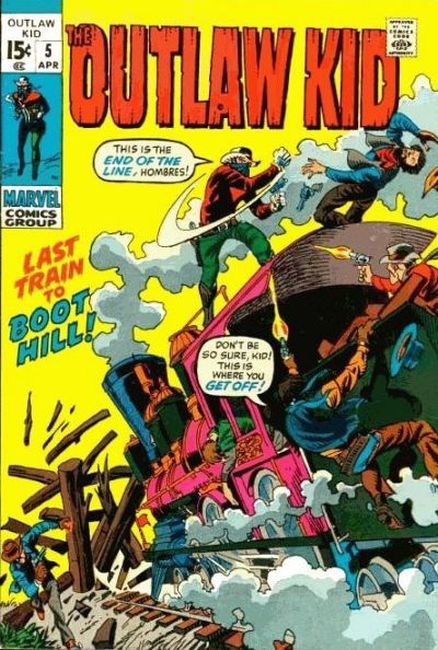 OUTLAW
KID
15¢
5
APR
CC
MARVEL
COMICS
GROUP
THE
OUTLAW KID
APPROVED
BY THE
COMICS
CODE
AUTHORITY
THIS IS THE
END OF THE
LINE, HOMBRES!
LAST
TRAIN
TO
BOOT
HILL!
DON'T BE
SO SURE, KID!
THIS IS
WHERE YOU
GET OFF!